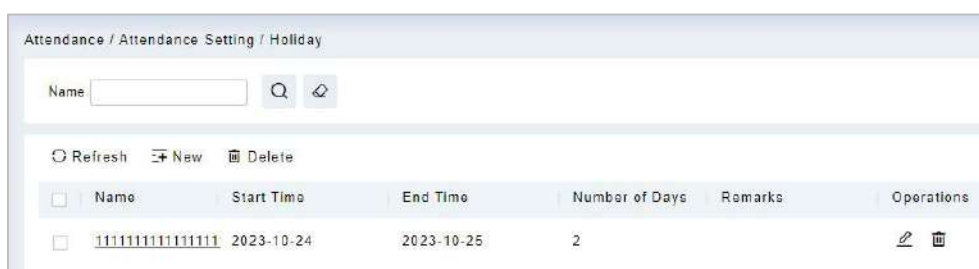 Attendance / Attendance Setting / Holiday
Name
Refresh New Delete
Name Start Time End Time Number of Days Remarks Operations
1111111111111111 2023-10-24 2023-10-25 2